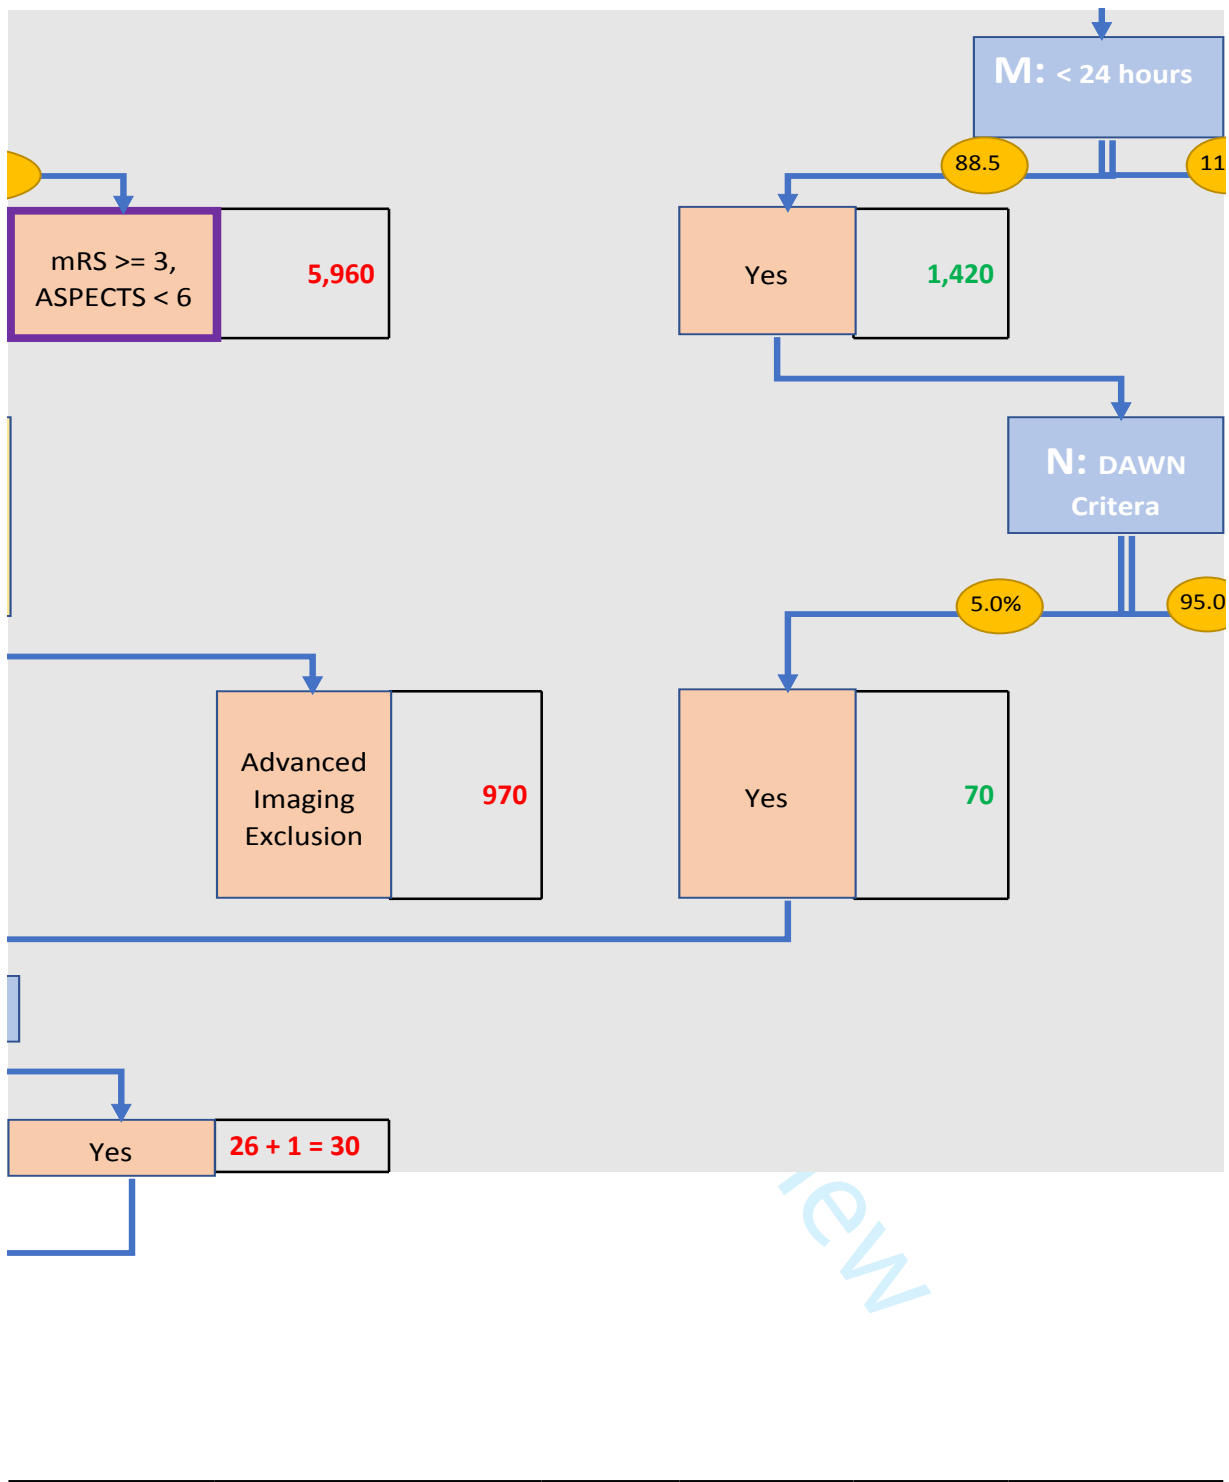 M: < 24 hours
88.5
11
mRS >= 3,
ASPECTS < 6
5,960
Yes
1,420
N: DAWN
Critera
5.0%
95.0
Advanced
Imaging
Exclusion
970
Yes
70
Yes
26 + 1 = 30